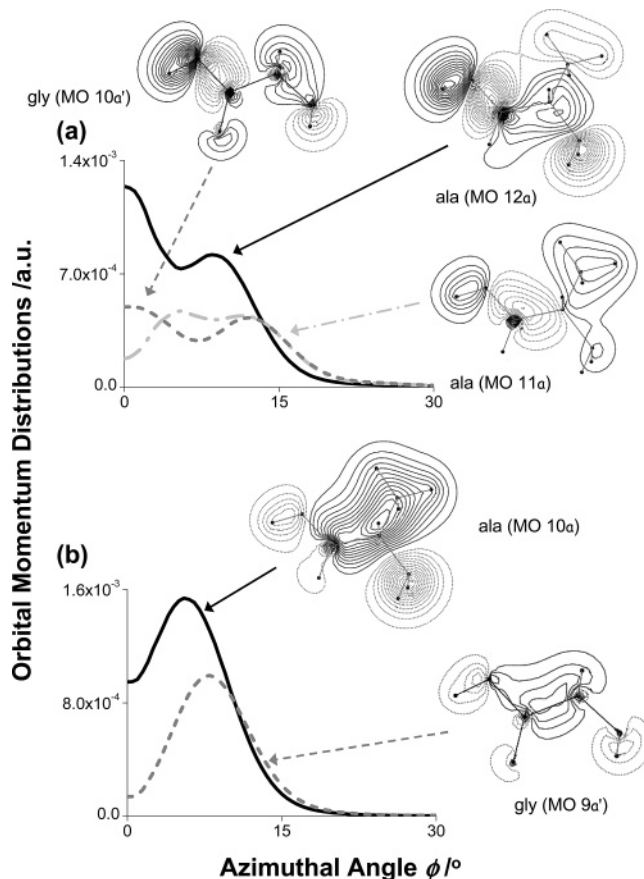 gly (MO 10a')
(a)
1.4x10⁻³
7.0x10⁻⁴
0.0
0
15
30
ala (MO 12a)
ala (MO 11a)
Orbital Momentum Distributions /a.u.
(b)
1.6x10⁻³
8.0x10⁻⁴
0.0
0
15
30
ala (MO 10a)
gly (MO 9a')
Azimuthal Angle ϕ/º